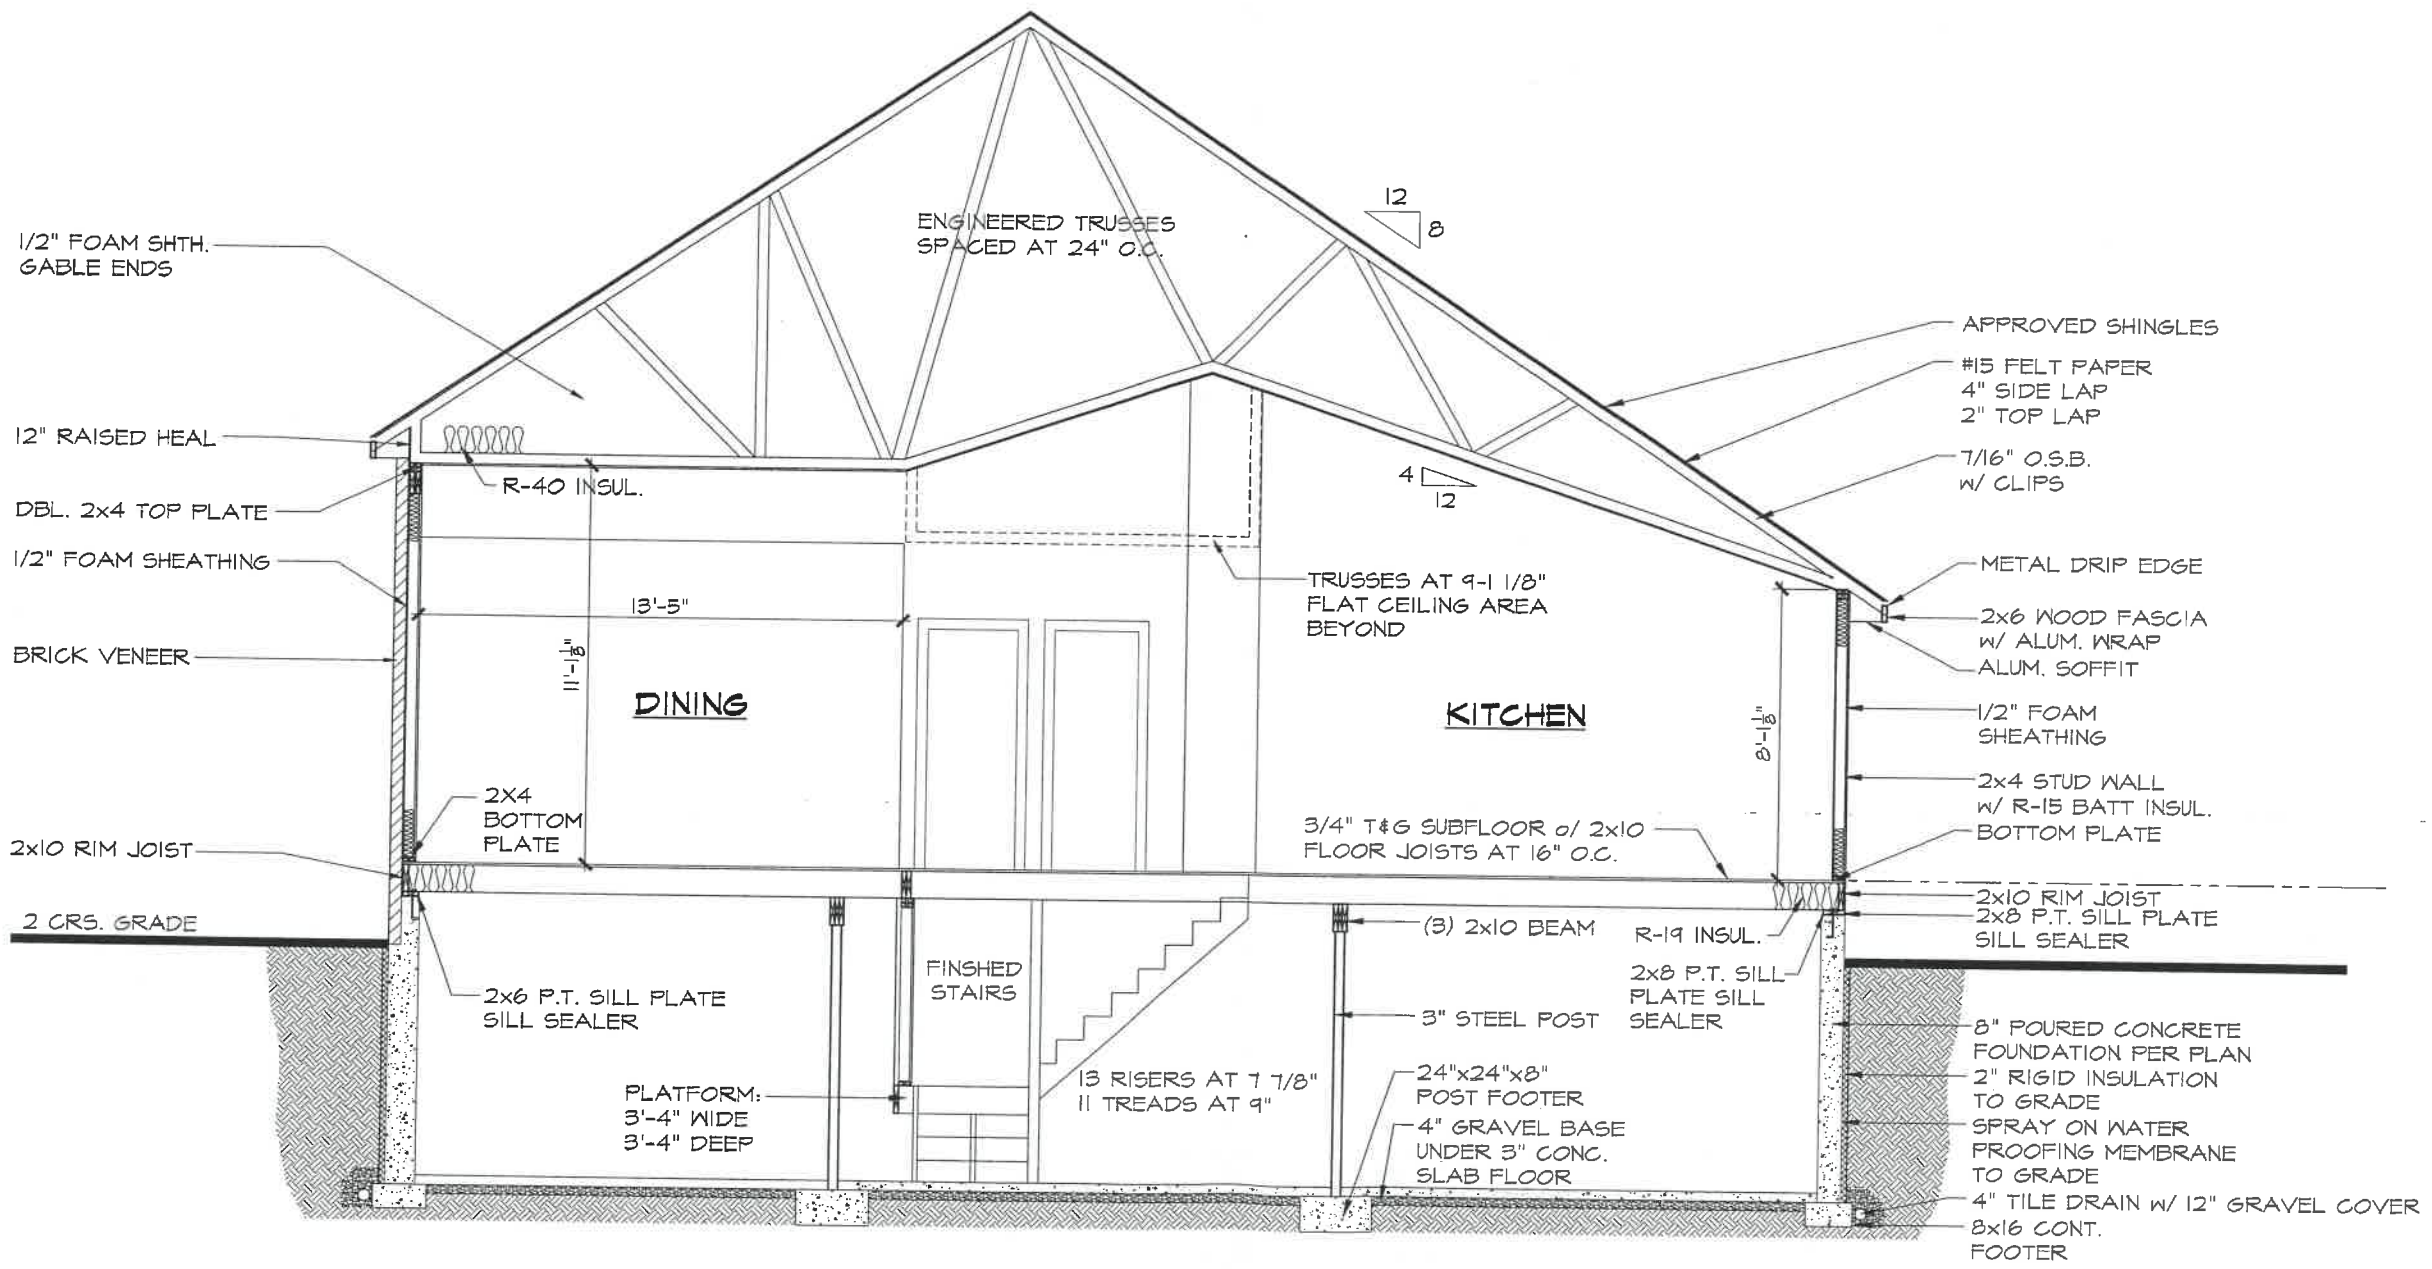 12
8
ENGINEERED TRUSSES
SPACED AT 24" O.C.
1/2" FOAM SHTH.
GABLE ENDS
12" RAISED HEAL
R-40 INSUL.
DBL. 2x4 TOP PLATE
1/2" FOAM SHEATHING
BRICK VENEER
13'-5"
11'-1 1/8"
DINING
2X4
BOTTOM
PLATE
2x10 RIM JOIST
2 CRS. GRADE
2x6 P.T. SILL PLATE
SILL SEALER
PLATFORM:
3'-4" WIDE
3'-4" DEEP
FINSHED
STAIRS
13 RISERS AT 7 7/8"
11 TREADS AT 9"
4
12
TRUSSES AT 9-1 1/8"
FLAT CEILING AREA
BEYOND
KITCHEN
8'-1 1/8"
3/4" T&G SUBFLOOR o/ 2x10
FLOOR JOISTS AT 16" O.C.
(3) 2x10 BEAM
R-19 INSUL.
2x8 P.T. SILL
PLATE SILL
SEALER
3" STEEL POST
24"x24"x8"
POST FOOTER
4" GRAVEL BASE
UNDER 3" CONC.
SLAB FLOOR
APPROVED SHINGLES
#15 FELT PAPER
4" SIDE LAP
2" TOP LAP
7/16" O.S.B.
W/ CLIPS
METAL DRIP EDGE
2x6 WOOD FASCIA
W/ ALUM. WRAP
ALUM. SOFFIT
1/2" FOAM
SHEATHING
2x4 STUD WALL
W/ R-15 BATT INSUL.
BOTTOM PLATE
2x10 RIM JOIST
2x8 P.T. SILL PLATE
SILL SEALER
8" POURED CONCRETE
FOUNDATION PER PLAN
2" RIGID INSULATION
TO GRADE
SPRAY ON WATER
PROOFING MEMBRANE
TO GRADE
4" TILE DRAIN W/ 12" GRAVEL COVER
8x16 CONT.
FOOTER